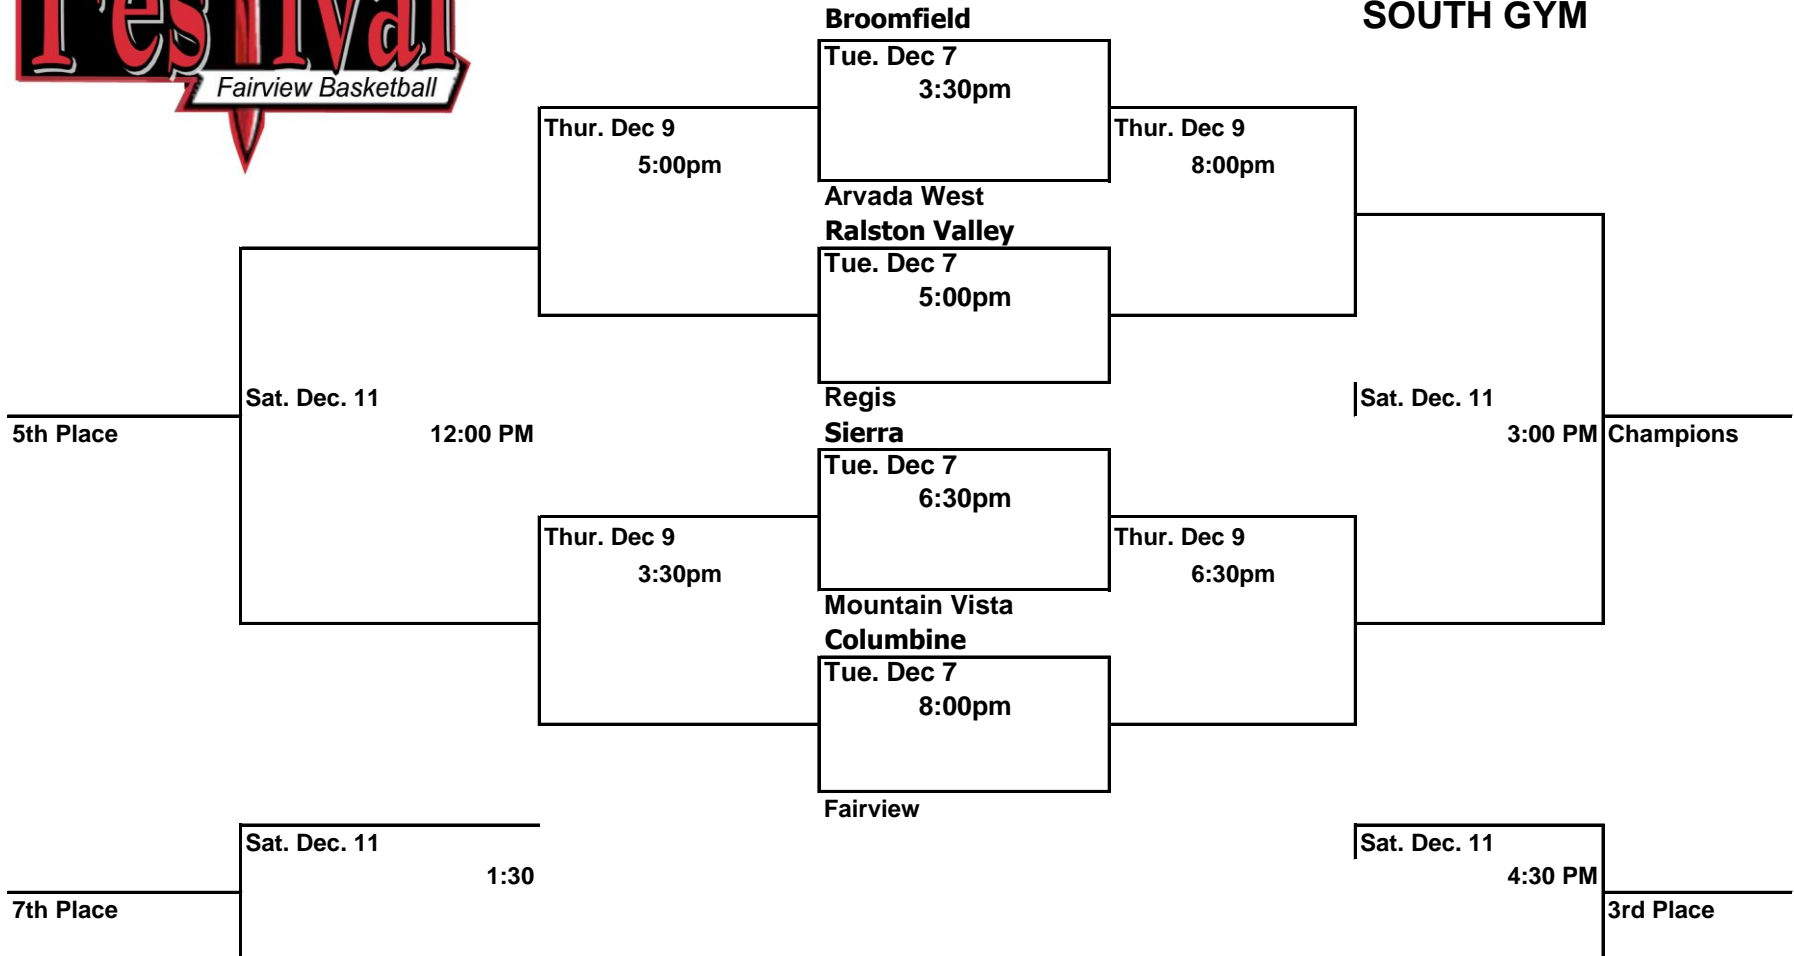 Festival
Fairview Basketball
SOUTH GYM
Broomfield
Tue. Dec 7
3:30pm
Thur. Dec 9
5:00pm
Thur. Dec 9
8:00pm
Arvada West
Ralston Valley
Tue. Dec 7
5:00pm
Regis
Sat. Dec. 11
12:00 PM
5th Place
Sat. Dec. 11
3:00 PM
Champions
Sierra
Tue. Dec 7
6:30pm
Thur. Dec 9
3:30pm
Thur. Dec 9
6:30pm
Mountain Vista
Columbine
Tue. Dec 7
8:00pm
Fairview
Sat. Dec. 11
1:30
7th Place
Sat. Dec. 11
4:30 PM
3rd Place